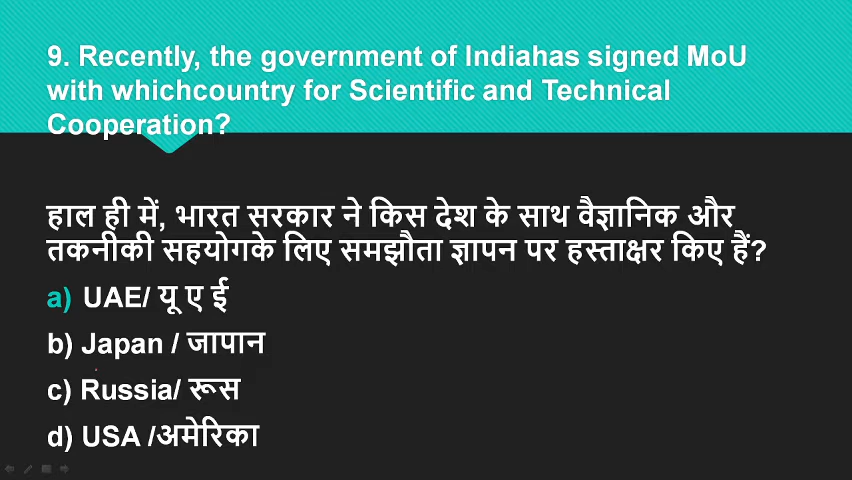 9. Recently, the government of Indiahas signed MoU
with whichcountry for Scientific and Technical
Cooperation?
हाल ही में, भारत सरकार ने किस देश के साथ वैज्ञानिक और
तकनीकी सहयोगके लिए समझौता ज्ञापन पर हस्ताक्षर किए हैं?
a) UAE/ यू ए ई
b) Japan / जापान
c) Russia/ रूस
d) USA /अमेरिका